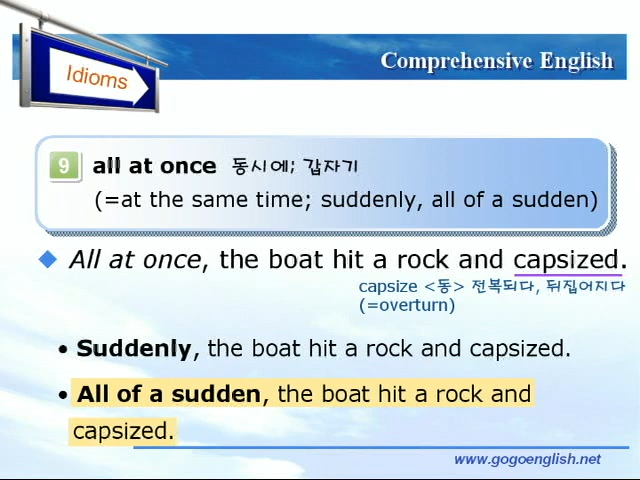 Idioms
Comprehensive English
9 all at once 동시에; 갑자기
(=at the same time; suddenly, all of a sudden)
◆ All at once, the boat hit a rock and capsized.
capsize <동> 전복되다, 뒤집어지다
(=overturn)
• Suddenly, the boat hit a rock and capsized.
• All of a sudden, the boat hit a rock and
capsized.
www.gogoenglish.net